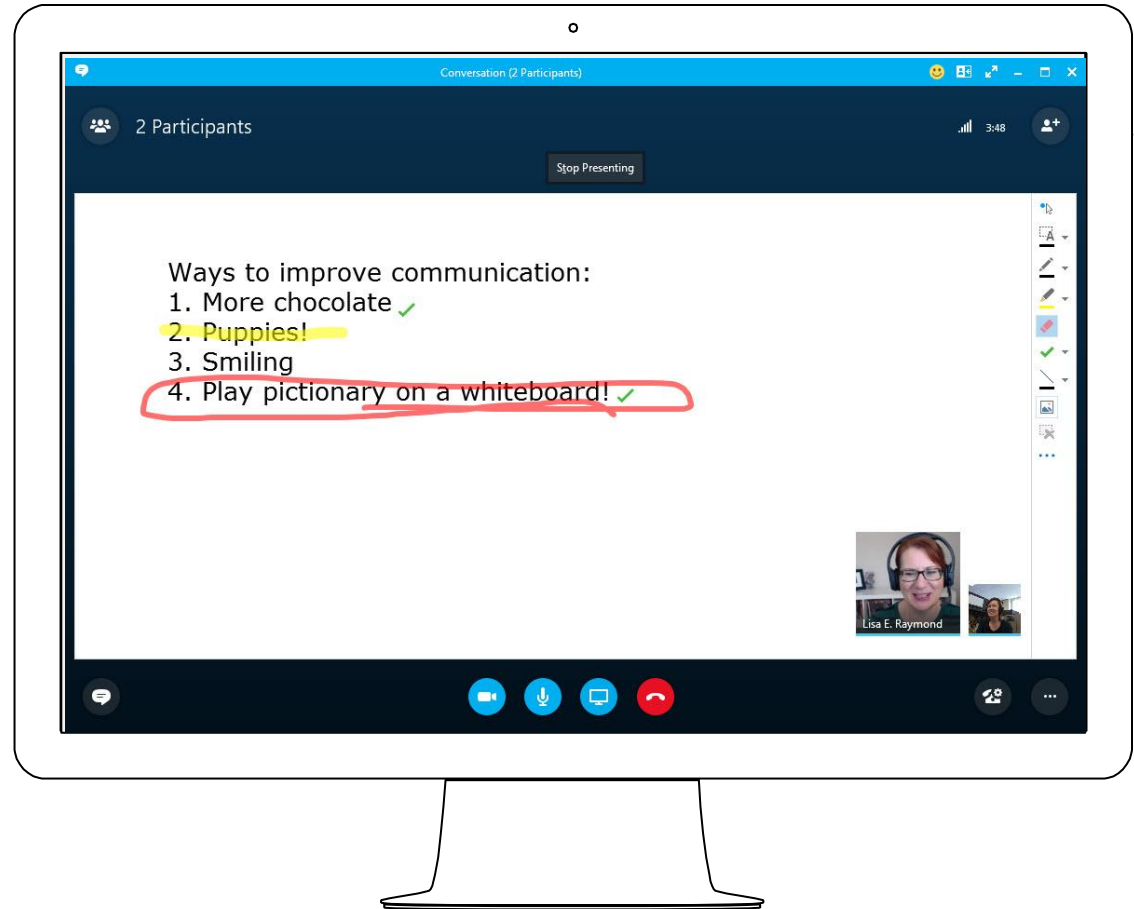 Conversation (2 Participants)
2 Participants
3:48
Stop Presenting
Ways to improve communication:
1. More chocolate
2. Puppies!
3. Smiling
4. Play pictionary on a whiteboard!
Lisa E. Raymond